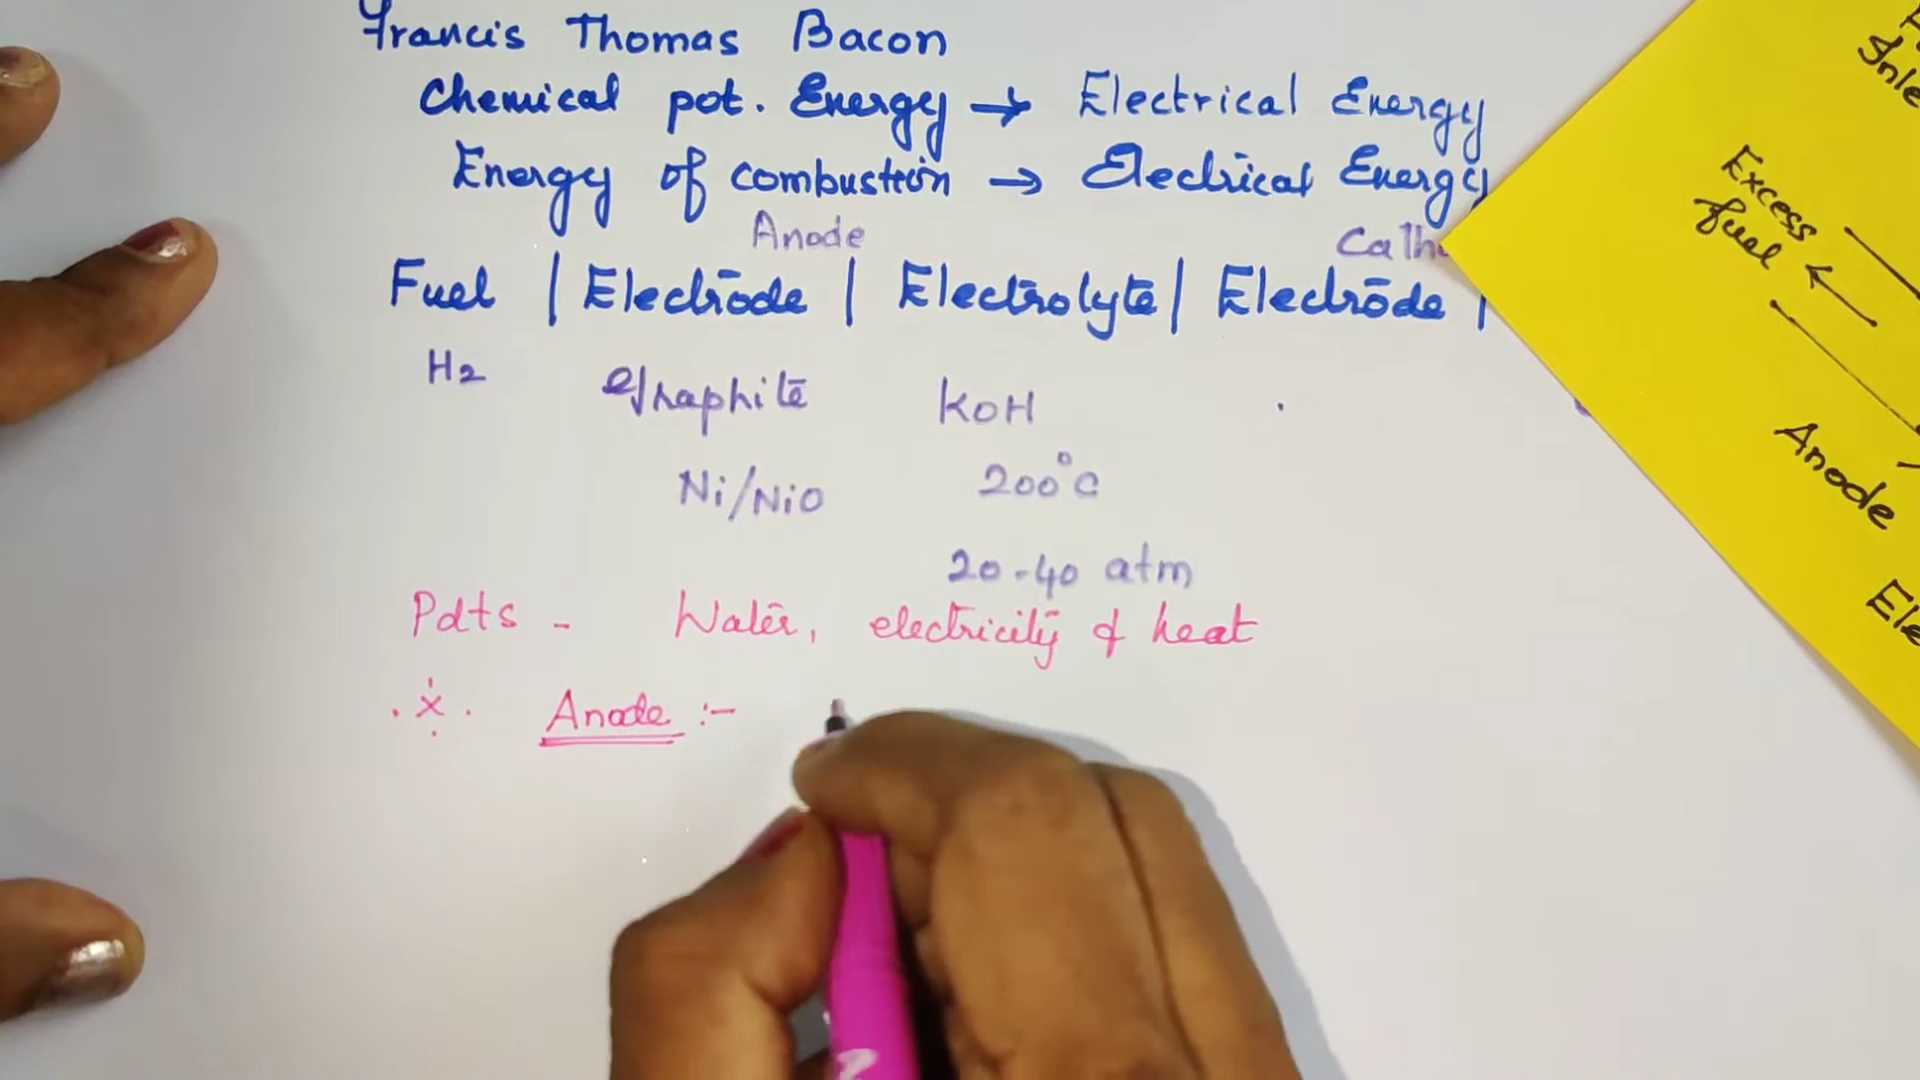 Francis Thomas Bacon
Chemical pot. Energy → Electrical Energy
Energy of combustion → Electrical Energy
Anode
Fuel | Electrode | Electrolyte | Electrode |
H2 Graphite KOH
Ni/NiO 200°C
20-40 atm
Pdts - Water, electricity & heat
Anode :-
Excess
fuel ←
Anode